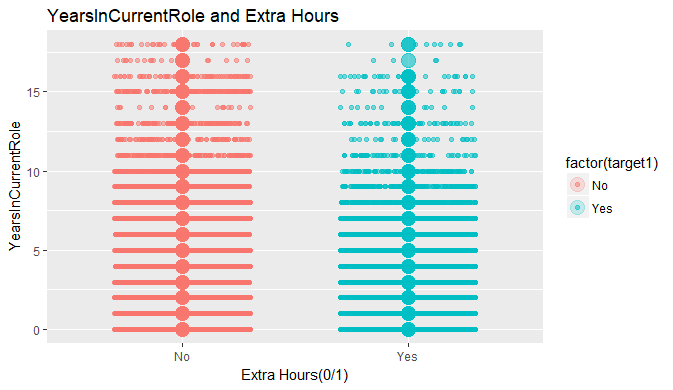 YearsInCurrentRole and Extra Hours
YearsInCurrentRole
15
10
5
0
No
Yes
Extra Hours(0/1)
factor(target1)
No
Yes